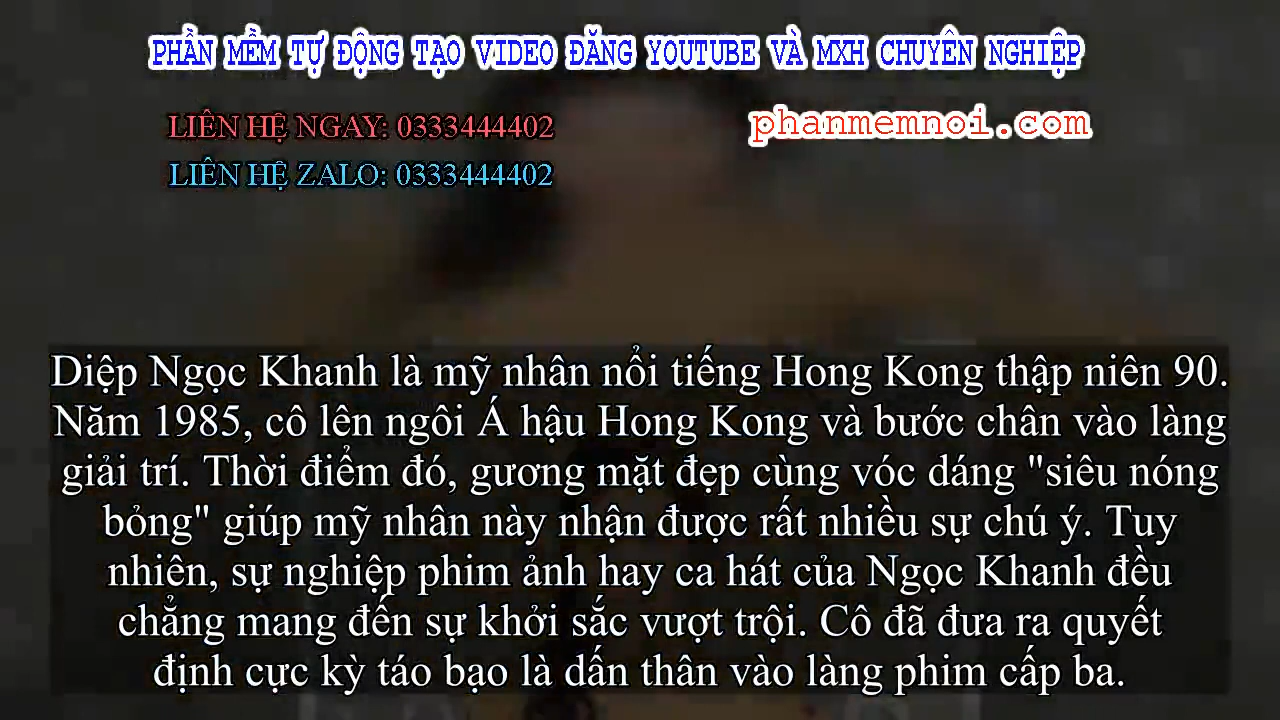 PHẦN MỀM TỰ ĐỘNG TẠO VIDEO ĐĂNG YOUTUBE VÀ MXH CHUYÊN NGHIỆP
LIÊN HỆ NGAY: 0333444402
phanmemnoi.com
LIÊN HỆ ZALO: 0333444402
Diệp Ngọc Khanh là mỹ nhân nổi tiếng Hong Kong thập niên 90.
Năm 1985, cô lên ngôi Á hậu Hong Kong và bước chân vào làng
giải trí. Thời điểm đó, gương mặt đẹp cùng vóc dáng "siêu nóng
bỏng" giúp mỹ nhân này nhận được rất nhiều sự chú ý. Tuy
nhiên, sự nghiệp phim ảnh hay ca hát của Ngọc Khanh đều
chẳng mang đến sự khởi sắc vượt trội. Cô đã đưa ra quyết
định cực kỳ táo bạo là dấn thân vào làng phim cấp ba.